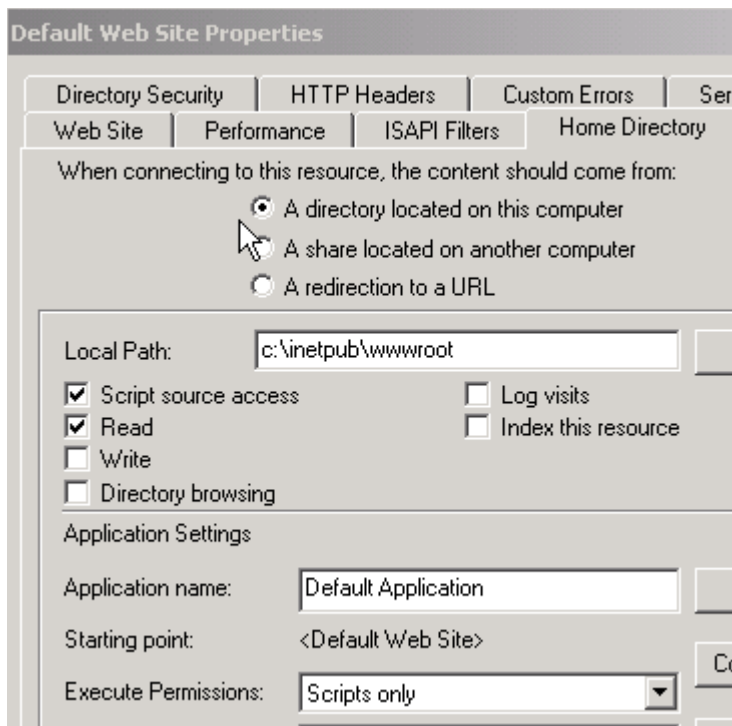 Default Web Site Properties
Directory Security HTTP Headers Custom Errors
Web Site Performance ISAPI Filters Home Directory
When connecting to this resource, the content should come from:
A directory located on this computer
A share located on another computer
A redirection to a URL
Local Path: c:\inetpub\wwwroot
Script source access Log visits
Read Index this resource
Write
Directory browsing
Application Settings
Application name: Default Application
Starting point: <Default Web Site>
Execute Permissions: Scripts only